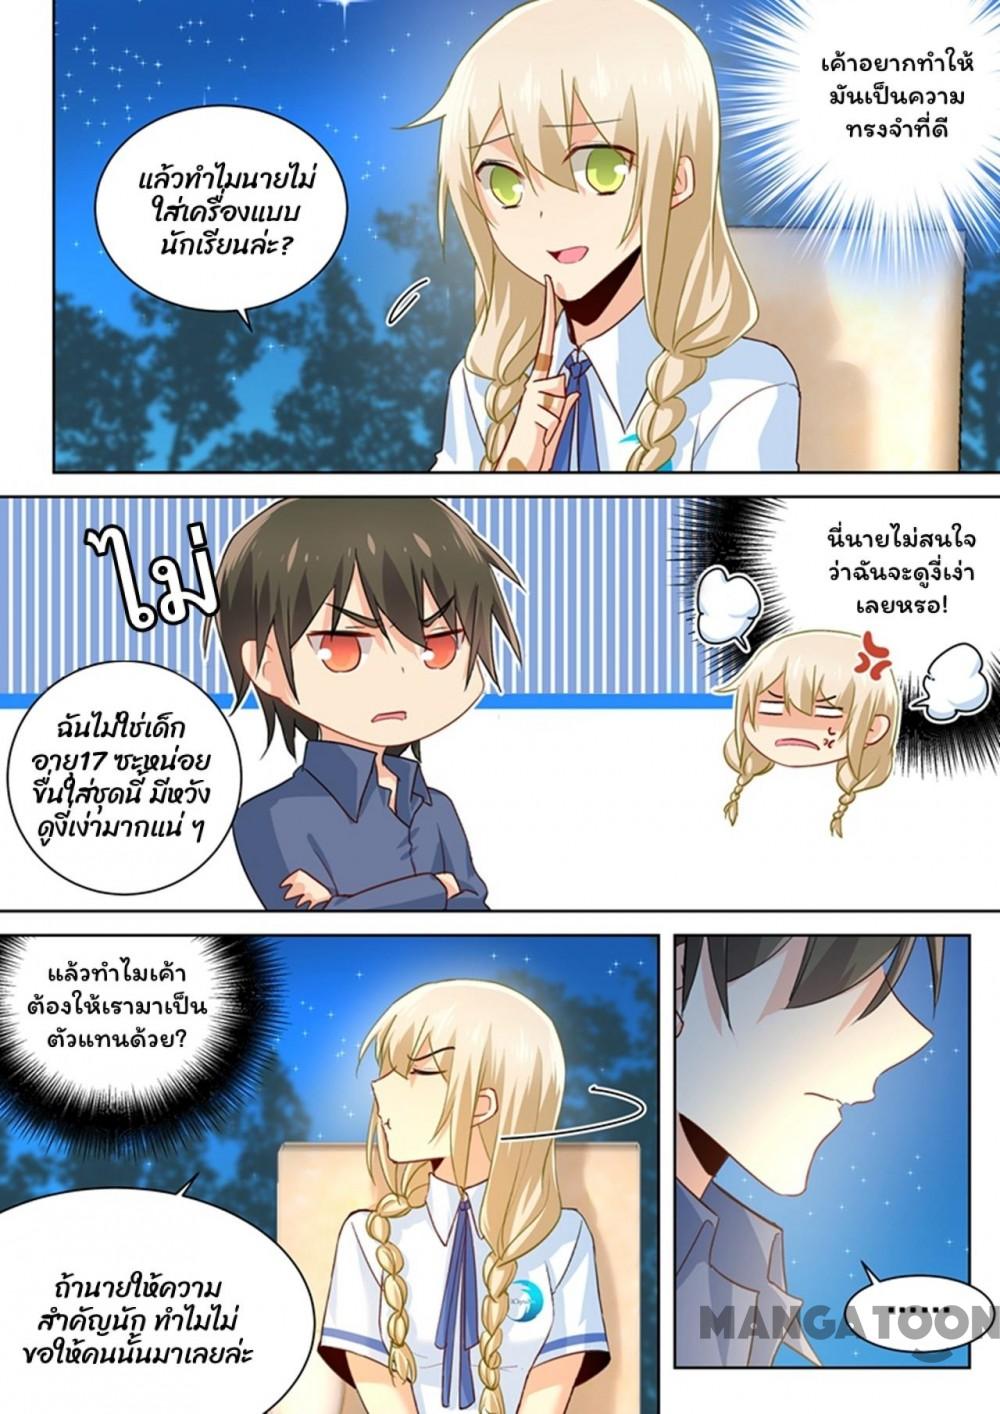 เค้าอยากทำให้
มันเป็นความ
ทรงจำที่ดี
แล้วทำไมนายไม่
ใส่เครื่องแบบ
นักเรียนล่ะ?
ไม่
นี่นายไม่สนใจ
ว่าฉันจะดูงี่เง่า
เลยหรอ!
ฉันไม่ใช่เด็ก
อายุ17 ซะหน่อย
ขืนใส่ชุดนี้ มีหวัง
ดูงี่เง่ามากแน่ ๆ
แล้วทำไมเค้า
ต้องให้เรามาเป็น
ตัวแทนด้วย?
ถ้านายให้ความ
สำคัญนัก ทำไมไม่
ขอให้คนนั้นมาเลยล่ะ
.......
MANGATOON